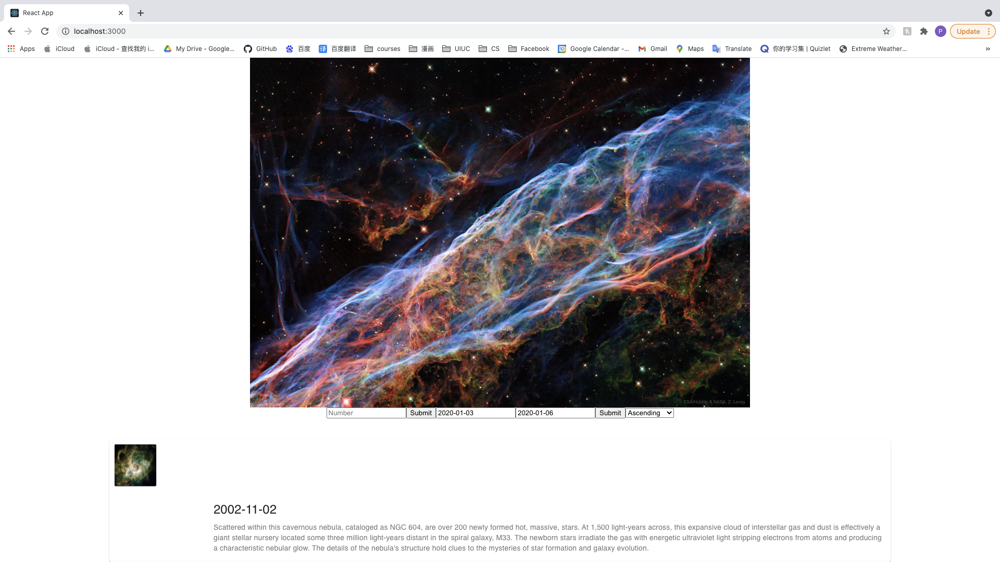 React App
localhost:3000
P
Update
Apps
iCloud
iCloud - 查找我的 i...
My Drive - Google...
GitHub
百度
译 百度翻译
courses
漫画
UIUC
CS
Facebook
10 Google Calendar -...
Gmail
Maps
Translate
你的学习集 | Quizlet
Extreme Weather...
»
ESA/Hubble & NASA, Z. Levay
Number Submit 2020-01-03 2020-01-06 Submit Ascending
2002-11-02
Scattered within this cavernous nebula, cataloged as NGC 604, are over 200 newly formed hot, massive, stars. At 1,500 light-years across, this expansive cloud of interstellar gas and dust is effectively a
giant stellar nursery located some three million light-years distant in the spiral galaxy, M33. The newborn stars irradiate the gas with energetic ultraviolet light stripping electrons from atoms and producing
a characteristic nebular glow. The details of the nebula's structure hold clues to the mysteries of star formation and galaxy evolution.